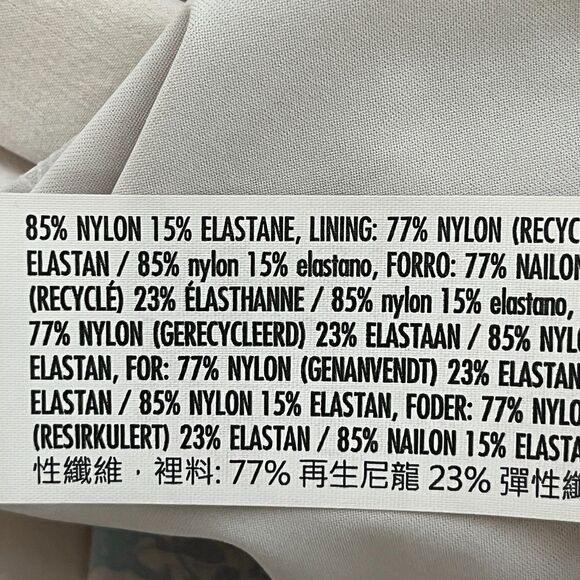 85% NYLON 15% ELASTANE, LINING: 77% NYLON
ELASTAN / 85% nylon 15% elastano, FORRO: 77% NAILON
(RECYCLÉ) 23% ÉLASTHANNE / 85% nylon 15% elastano,
77% NYLON (GERECYCLEERD) 23% ELASTAAN / 85%
ELASTAN, FOR: 77% NYLON (GENANVENDT) 23% ELASTAN
ELASTAN / 85% NYLON 15% ELASTAN, FODER: 77%
(RESIRKULERT) 23% ELASTAN / 85% NAILON 15%
性纖維，裡料: 77% 再生尼龍 23% 彈性纖